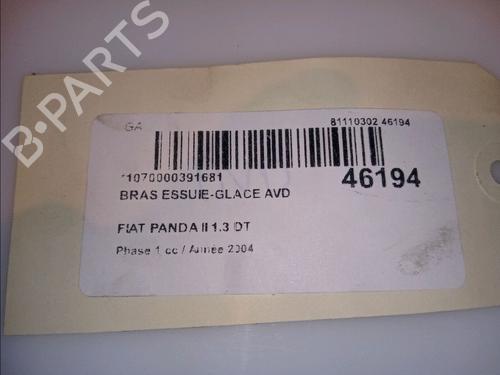 B-PARTS
GA
81110302 46194
11070000391681
46194
BRAS ESSUIE-GLACE AVD
FIAT PANDA II 1.3 DT
Phase 1 cc / Année 2004